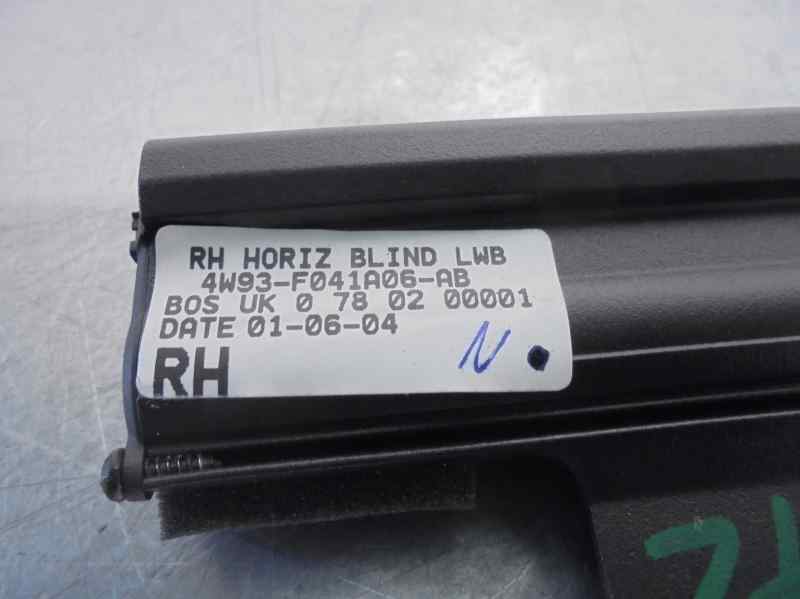 RH HORIZ BLIND LWB
4W93-F041A06-AB
BOS UK 0 78 02 00001
DATE 01-06-04
RH
N.